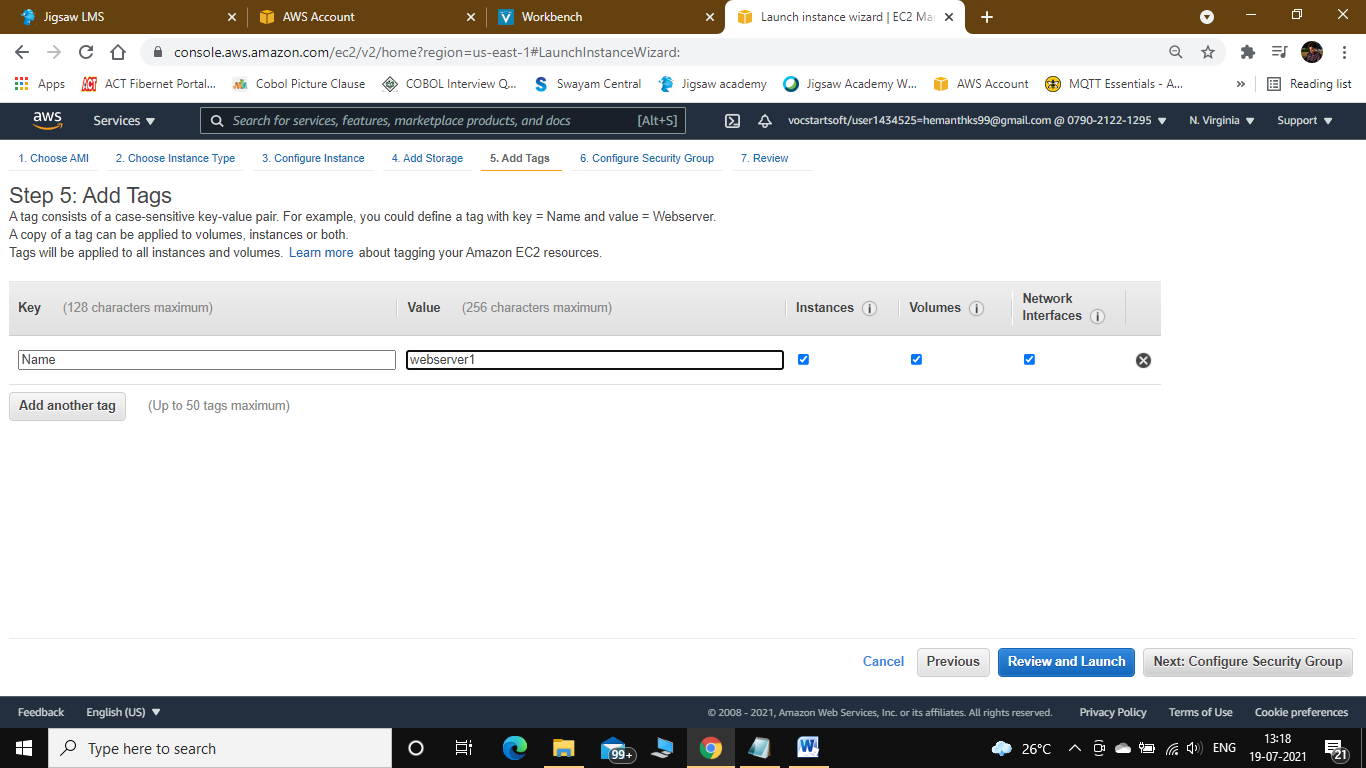 Jigsaw LMS
AWS Account
Workbench
Launch instance wizard | EC2 Ma
console.aws.amazon.com/ec2/v2/home?region=us-east-1#LaunchInstanceWizard:
Apps
ACT Fibernet Portal...
Cobol Picture Clause
COBOL Interview Q...
Swayam Central
Jigsaw academy
Jigsaw Academy W...
AWS Account
MQTT Essentials - A...
Reading list
aws
Services
Search for services, features, marketplace products, and docs
[Alt+S]
vocstartsoft/user1434525=hemanthks99@gmail.com @ 0790-2122-1295
N. Virginia
Support
1. Choose AMI
2. Choose Instance Type
3. Configure Instance
4. Add Storage
5. Add Tags
6. Configure Security Group
7. Review
Step 5: Add Tags
A tag consists of a case-sensitive key-value pair. For example, you could define a tag with key = Name and value = Webserver.
A copy of a tag can be applied to volumes, instances or both.
Tags will be applied to all instances and volumes. Learn more about tagging your Amazon EC2 resources.
Key (128 characters maximum)
Value (256 characters maximum)
Instances
Volumes
Network
Interfaces
Name
webserver1
Add another tag
(Up to 50 tags maximum)
Cancel
Previous
Review and Launch
Next: Configure Security Group
Feedback
English (US)
© 2008 - 2021, Amazon Web Services, Inc. or its affiliates. All rights reserved.
Privacy Policy
Terms of Use
Cookie preferences
Type here to search
99+
26°C
ENG
13:18
19-07-2021
21